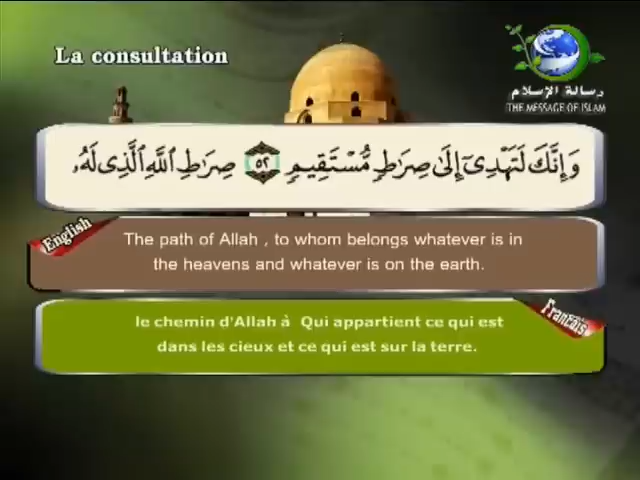 La consultation
رسالة الإسلام
THE MESSAGE OF ISLAM
وَإِنَّكَ لَتَهْدِىٓ إِلَىٰ صِرَٰطٍ مُّسْتَقِيمٍ ٥٢ صِرَٰطِ ٱللَّهِ ٱلَّذِى لَهُۥ
English
The path of Allah , to whom belongs whatever is in
the heavens and whatever is on the earth.
Francais
le chemin d'Allah à Qui appartient ce qui est
dans les cieux et ce qui est sur la terre.